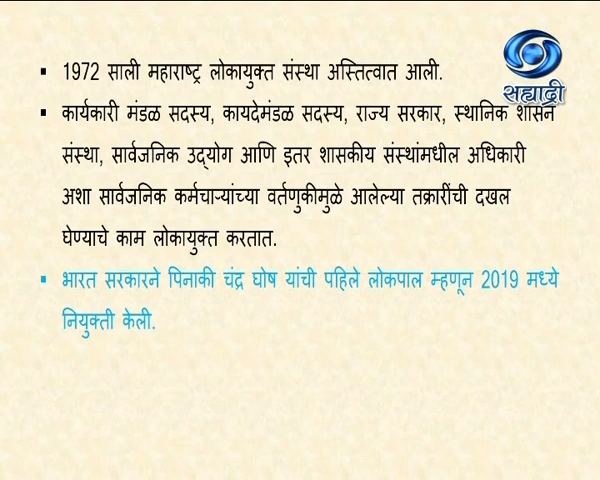 ▪ 1972 साली महाराष्ट्र लोकायुक्त संस्था अस्तित्वात आली.
▪ कार्यकारी मंडळ सदस्य, कायदेमंडळ सदस्य, राज्य सरकार, स्थानिक शासन
संस्था, सार्वजनिक उद्योग आणि इतर शासकीय संस्थांमधील अधिकारी
अशा सार्वजनिक कर्मचाऱ्यांच्या वर्तणुकीमुळे आलेल्या तक्रारींची दखल
घेण्याचे काम लोकायुक्त करतात.
▪ भारत सरकारने पिनाकी चंद्र घोष यांची पहिले लोकपाल म्हणून 2019 मध्ये
नियुक्ती केली.
सह्याद्री